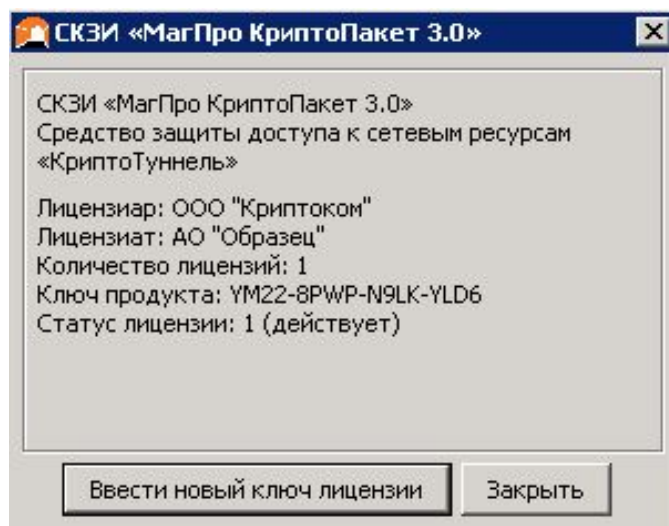 СКЗИ «МагПро КриптоПакет 3.0»
СКЗИ «МагПро КриптоПакет 3.0»
Средство защиты доступа к сетевым ресурсам
«КриптоТуннель»
Лицензиар: ООО "Криптоком"
Лицензиат: АО "Образец"
Количество лицензий: 1
Ключ продукта: YM22-8PWP-N9LK-YLD6
Статус лицензии: 1 (действует)
Ввести новый ключ лицензии
Закрыть